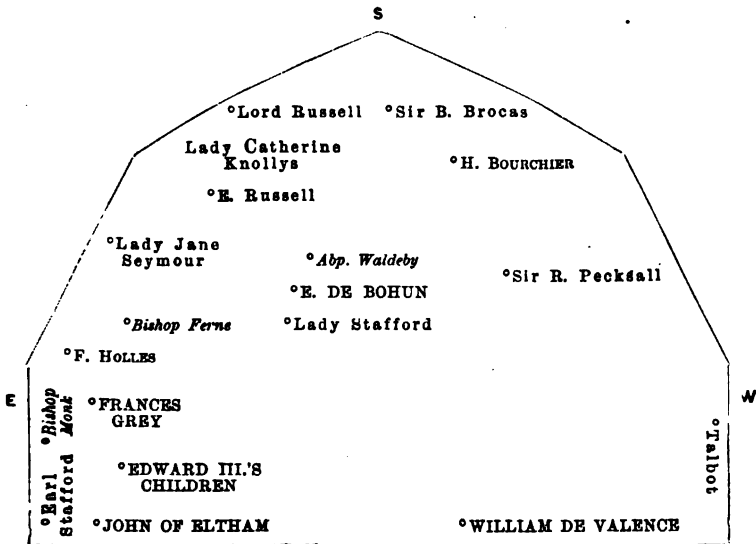 S
°Lord Russell °Sir B. Brocas
Lady Catherine
Knollys
°H. BOURCHIER
°E. Russell
°Lady Jane
Seymour
°Abp. Waldeby
°Sir R. Pecksall
°E. DE BOHUN
°Bishop Ferne °Lady Stafford
°F. HOLLES
E
W
°Bishop
Monk
°FRANCES
GREY
°Talbot
°Earl
Stafford
°EDWARD III.'S
CHILDREN
°JOHN OF ELTHAM °WILLIAM DE VALENCE